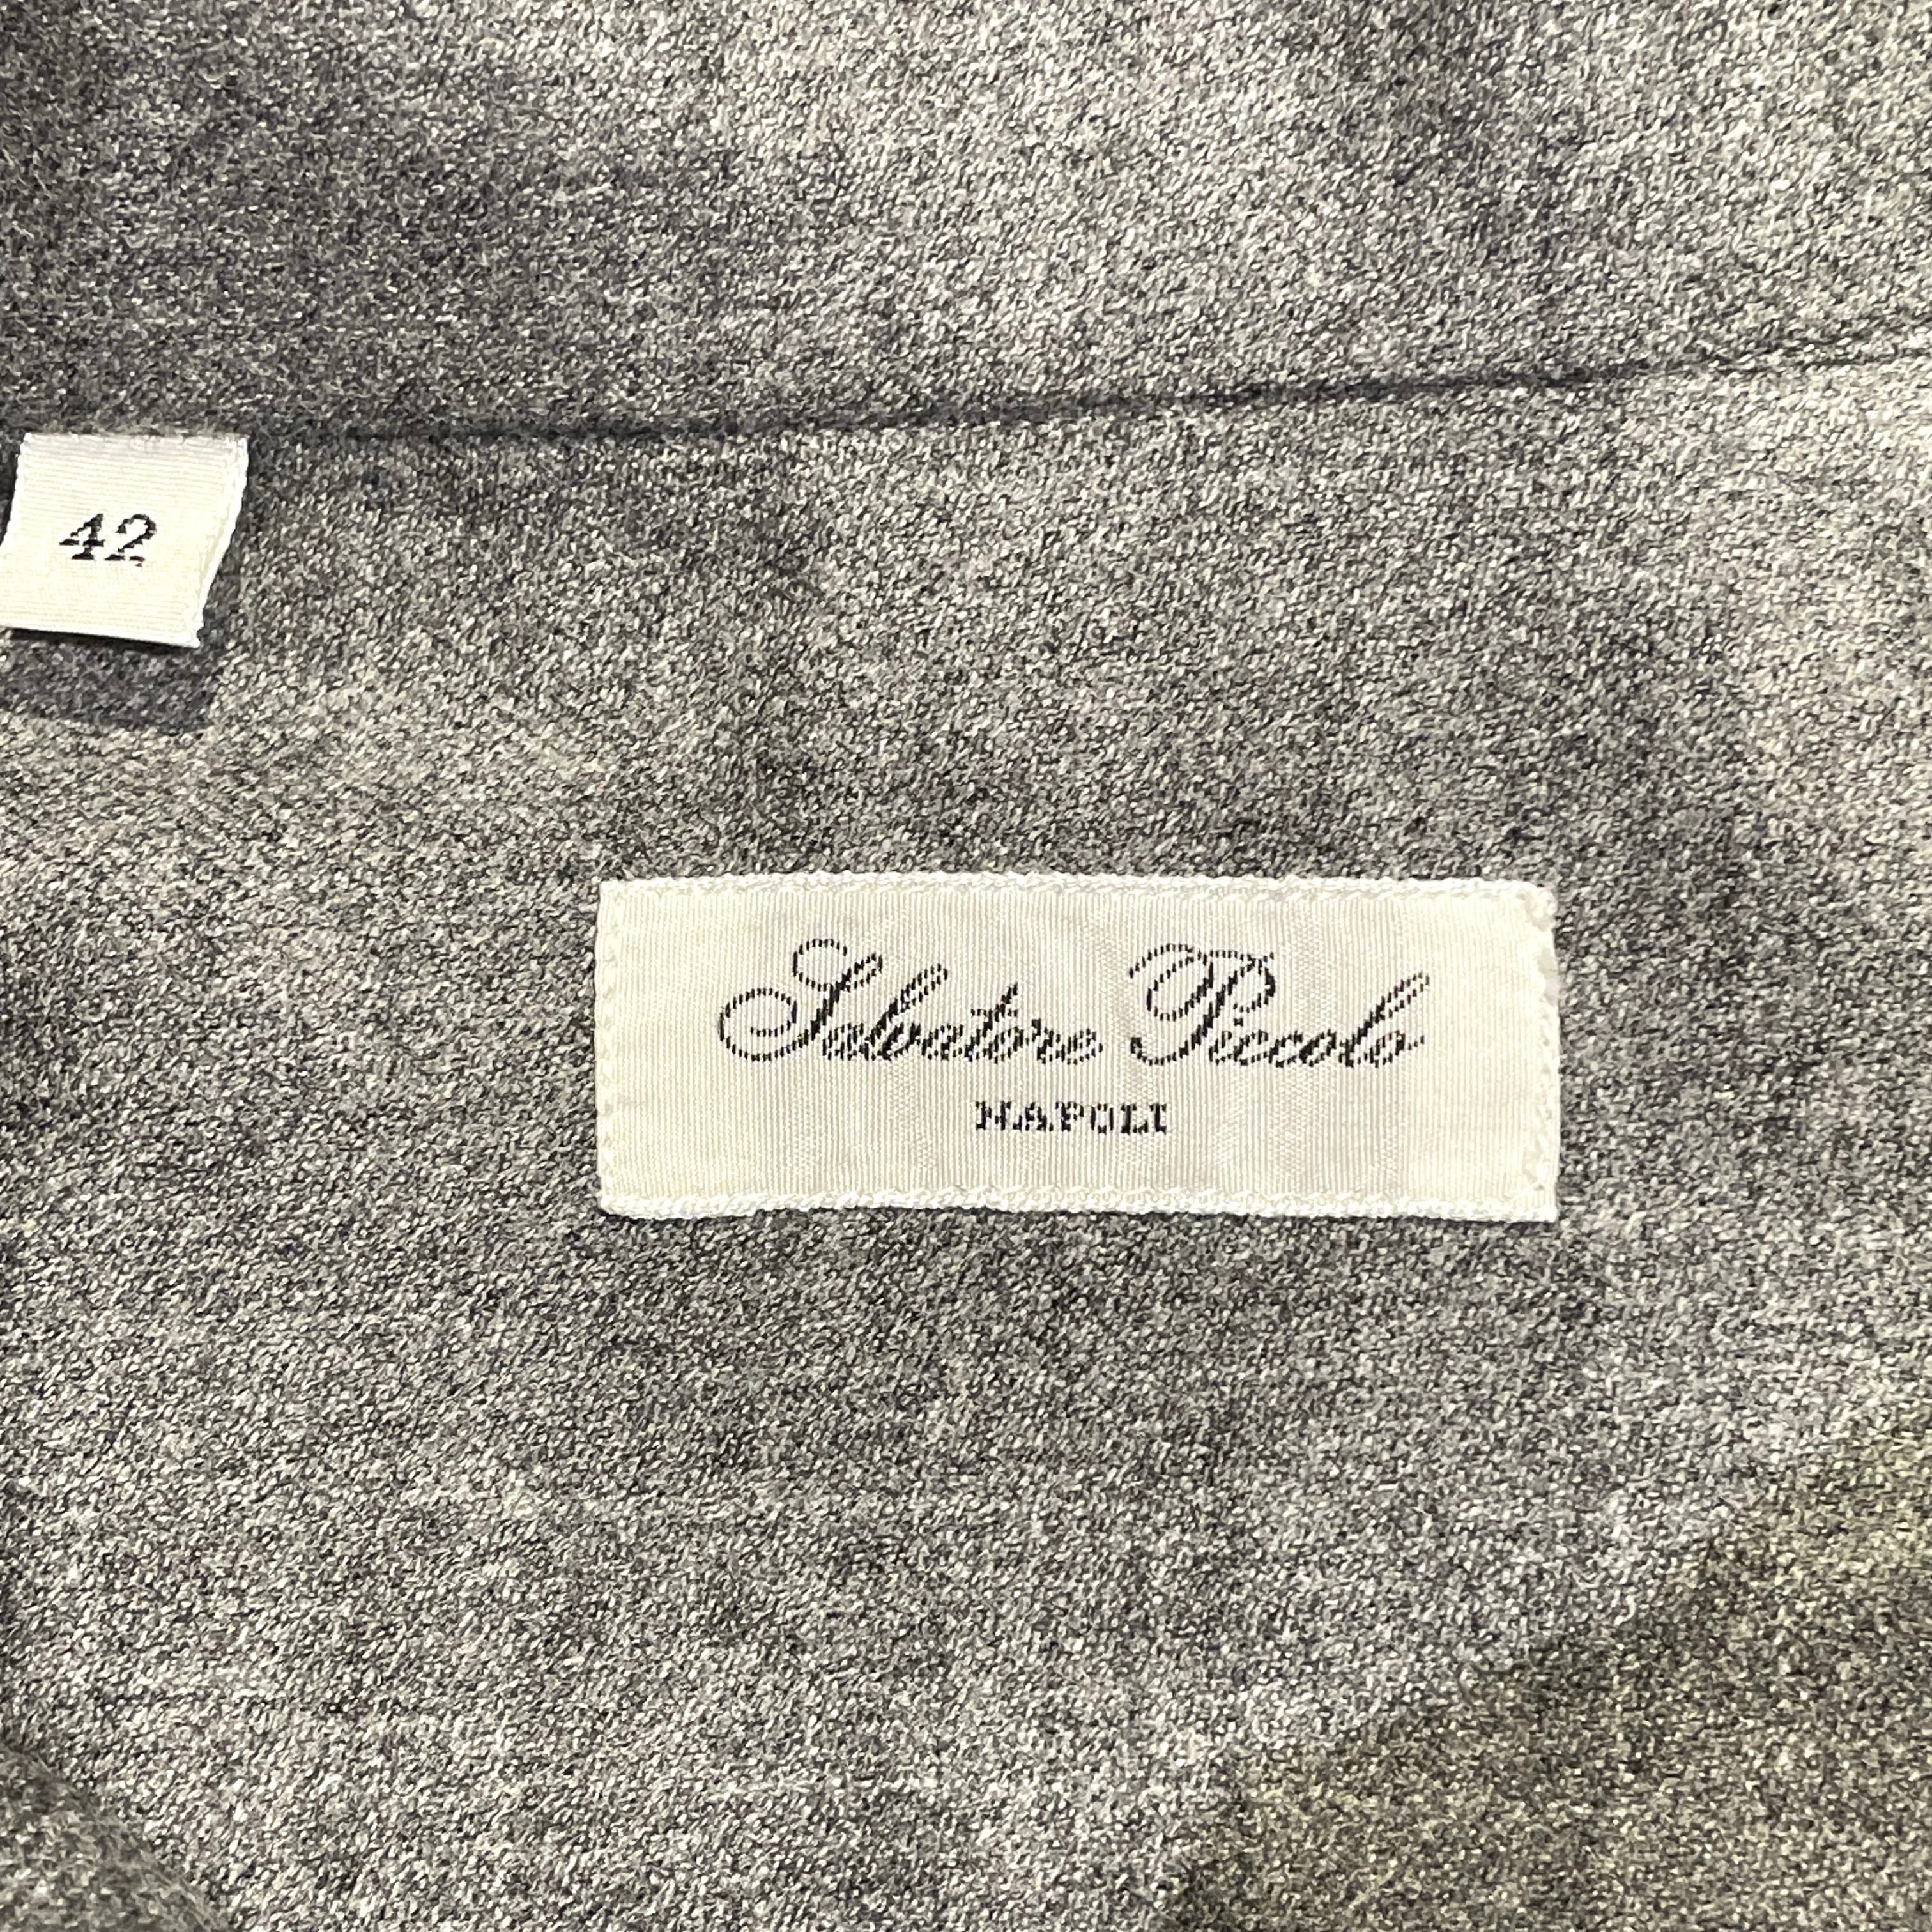 42
Salvatore Piccolo
NAPOLI